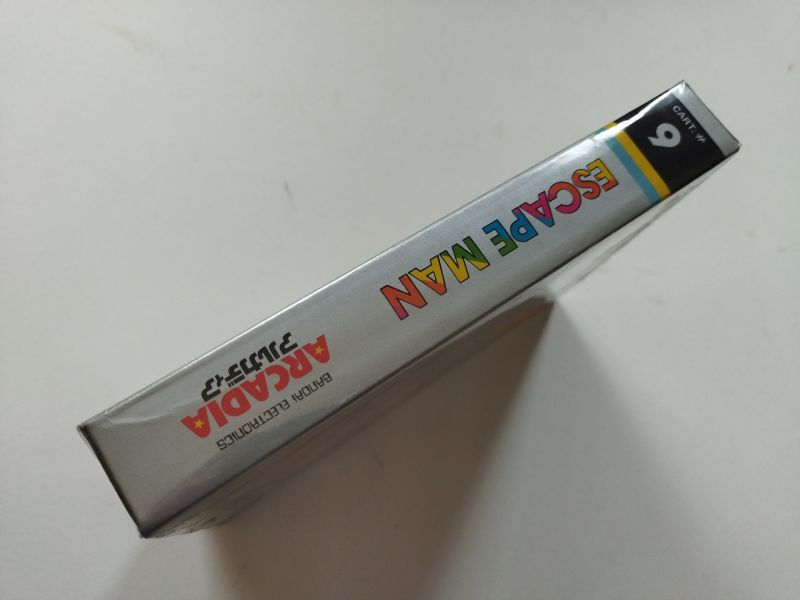 CART. #
9
ESCAPE MAN
アルカディア
ARCADIA
BANDAI ELECTRONICS